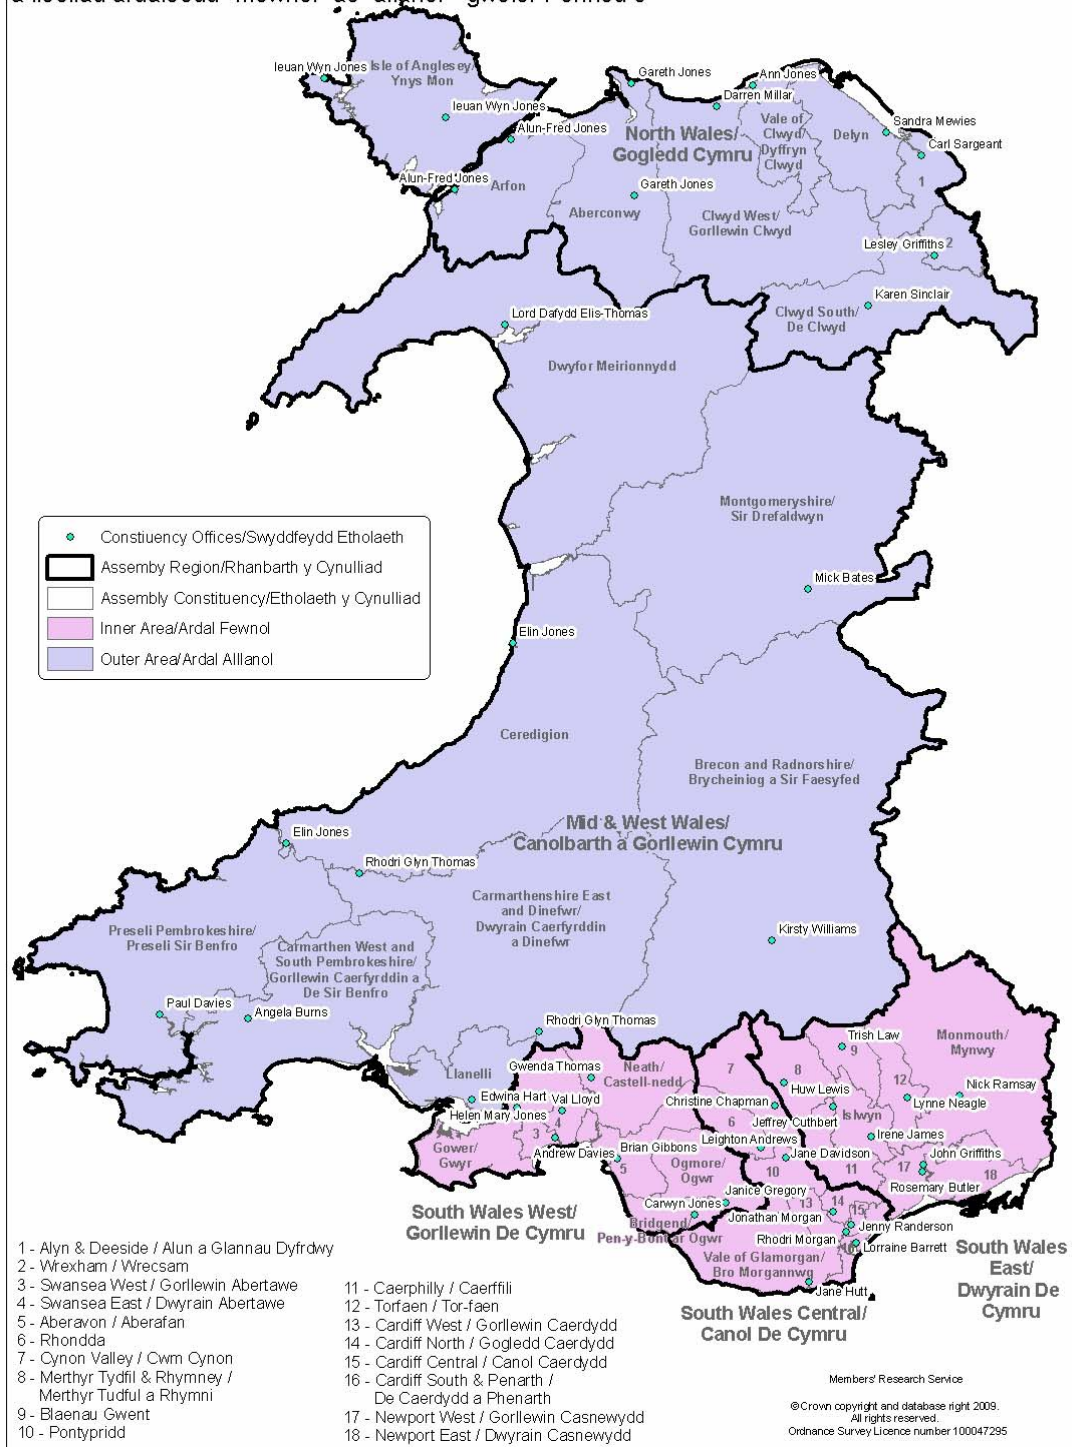 a lleoliad ardaloedd "mewnol" ac "allanol" - gweler Pennod 6
Ieuan Wyn Jones
Isle of Anglesey/
Ynys Mon
Ieuan Wyn Jones
Alun-Fred Jones
Alun-Fred Jones
Arfon
Gareth Jones
Ann Jones
Darren Millar
North Wales/
Gogledd Cymru
Vale of
Clwyd/
Dyffryn
Clwyd
Delyn
Sandra Mewies
Carl Sargeant
1
Gareth Jones
Aberconwy
Clwyd West/
Gorllewin Clwyd
Lesley Griffiths
2
Karen Sinclair
Clwyd South/
De Clwyd
Lord Dafydd Elis-Thomas
Dwyfor Meirionnydd
Montgomeryshire/
Sir Drefaldwyn
Constiuency Offices/Swyddfeydd Etholaeth
Assemby Region/Rhanbarth y Cynulliad
Assembly Constituency/Etholaeth y Cynulliad
Inner Area/Ardal Fewnol
Outer Area/Ardal Alllanol
Mick Bates
Elin Jones
Ceredigion
Brecon and Radnorshire/
Brycheiniog a Sir Faesyfed
Mid & West Wales/
Canolbarth a Gorllewin Cymru
Elin Jones
Rhodri Glyn Thomas
Carmarthenshire East
and Dinefwr/
Dwyrain Caerfyrddin
a Dinefwr
Preseli Pembrokeshire/
Preseli Sir Benfro
Carmarthen West and
South Pembrokeshire/
Gorllewin Caerfyrddin a
De Sir Benfro
Kirsty Williams
Paul Davies
Angela Burns
Rhodri Glyn Thomas
Llanelli
Gwenda Thomas
Neath/
Castell-nedd
7
8
Trish Law
9
Monmouth/
Mynwy
12
Nick Ramsay
Lynne Neagle
Huw Lewis
Christine Chapman
Islwyn
Edwina Hart
Val Lloyd
Helen Mary Jones
3
4
6
Jeffrey Cuthbert
Irene James
Leighton Andrews
Gower/
Gwyr
Andrew Davies
Brian Gibbons
5
Ogmore/
Ogwr
Jane Davidson
10
11
17
John Griffiths
18
Rosemary Butler
Janice Gregory
Carwyn Jones
13
14
15
Jonathan Morgan
Bridgend/
Pen-y-Bont ar Ogwr
Jenny Randerson
Rhodri Morgan
16
Lorraine Barrett
Vale of Glamorgan/
Bro Morgannwg
Jane Hutt
South Wales West/
Gorllewin De Cymru
South Wales Central/
Canol De Cymru
South Wales
East/
Dwyrain De
Cymru
1 - Alyn & Deeside / Alun a Glannau Dyfrdwy
2 - Wrexham / Wrecsam
3 - Swansea West / Gorllewin Abertawe
4 - Swansea East / Dwyrain Abertawe
5 - Aberavon / Aberafan
6 - Rhondda
7 - Cynon Valley / Cwm Cynon
8 - Merthyr Tydfil & Rhymney /
Merthyr Tudful a Rhymni
9 - Blaenau Gwent
10 - Pontypridd
11 - Caerphilly / Caerffili
12 - Torfaen / Tor-faen
13 - Cardiff West / Gorllewin Caerdydd
14 - Cardiff North / Gogledd Caerdydd
15 - Cardiff Central / Canol Caerdydd
16 - Cardiff South & Penarth /
De Caerdydd a Phenarth
17 - Newport West / Gorllewin Casnewydd
18 - Newport East / Dwyrain Casnewydd
Members' Research Service
© Crown copyright and database right 2009.
All rights reserved.
Ordnance Survey Licence number 100047295